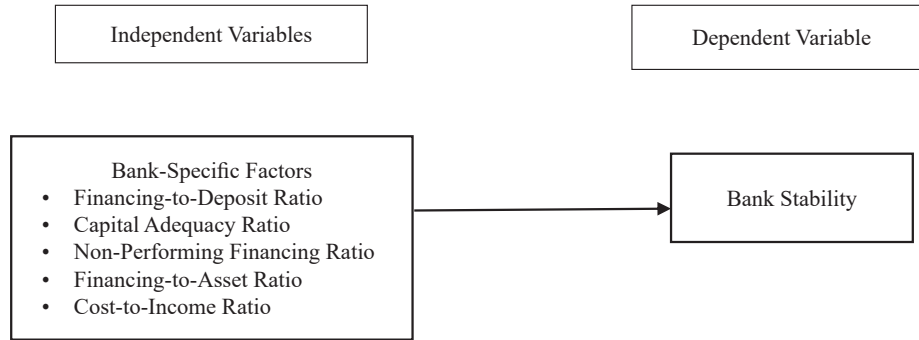 Independent Variables
Dependent Variable
Bank-Specific Factors
• Financing-to-Deposit Ratio
• Capital Adequacy Ratio
• Non-Performing Financing Ratio
• Financing-to-Asset Ratio
• Cost-to-Income Ratio
Bank Stability